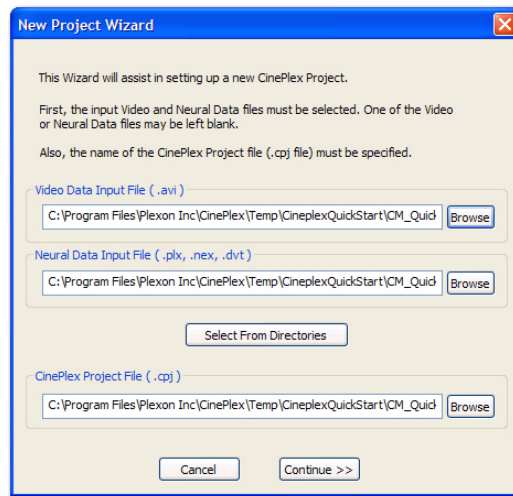 New Project Wizard
This Wizard will assist in setting up a new CinePlex Project.
First, the input Video and Neural Data files must be selected. One of the Video
or Neural Data files may be left blank.
Also, the name of the CinePlex Project file (.cpj file) must be specified.
Video Data Input File ( .avi )
C:\Program Files\Plexon Inc\CinePlex\Temp\CineplexQuickStart\CM_Quick
Browse
Neural Data Input File ( .plx, .nex, .dvt )
C:\Program Files\Plexon Inc\CinePlex\Temp\CineplexQuickStart\CM_Quick
Browse
Select From Directories
CinePlex Project File ( .cpj )
C:\Program Files\Plexon Inc\CinePlex\Temp\CineplexQuickStart\CM_Quick
Browse
Cancel
Continue >>